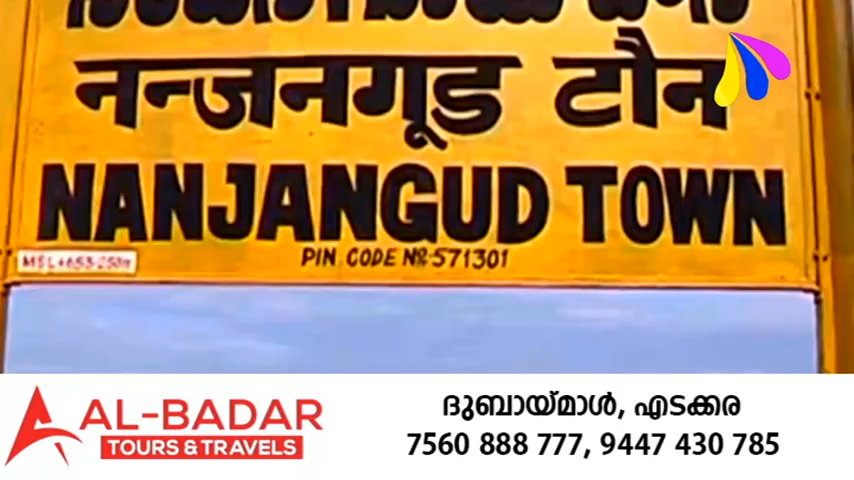 नन्जनगूड टौन
NANJANGUD TOWN
PIN CODE No 571301
AL-BADAR
TOURS & TRAVELS
ദുബായ്മാൾ, എടക്കര
7560 888 777, 9447 430 785